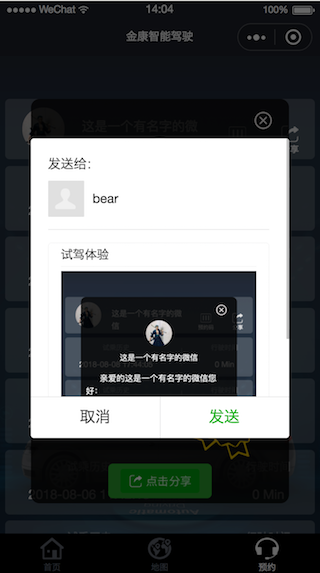 WeChat 14:04 100%
金康智能驾驶
这是一个有名字的微
发送给:
bear
试驾体验
这是一个有名字的微
信
这是一个有名字的微信
亲爱的这是一个有名字的微信您
好:
0 Min
取消 发送
点击分享
2018-08-06 1 0 Min
首页 地图 预约